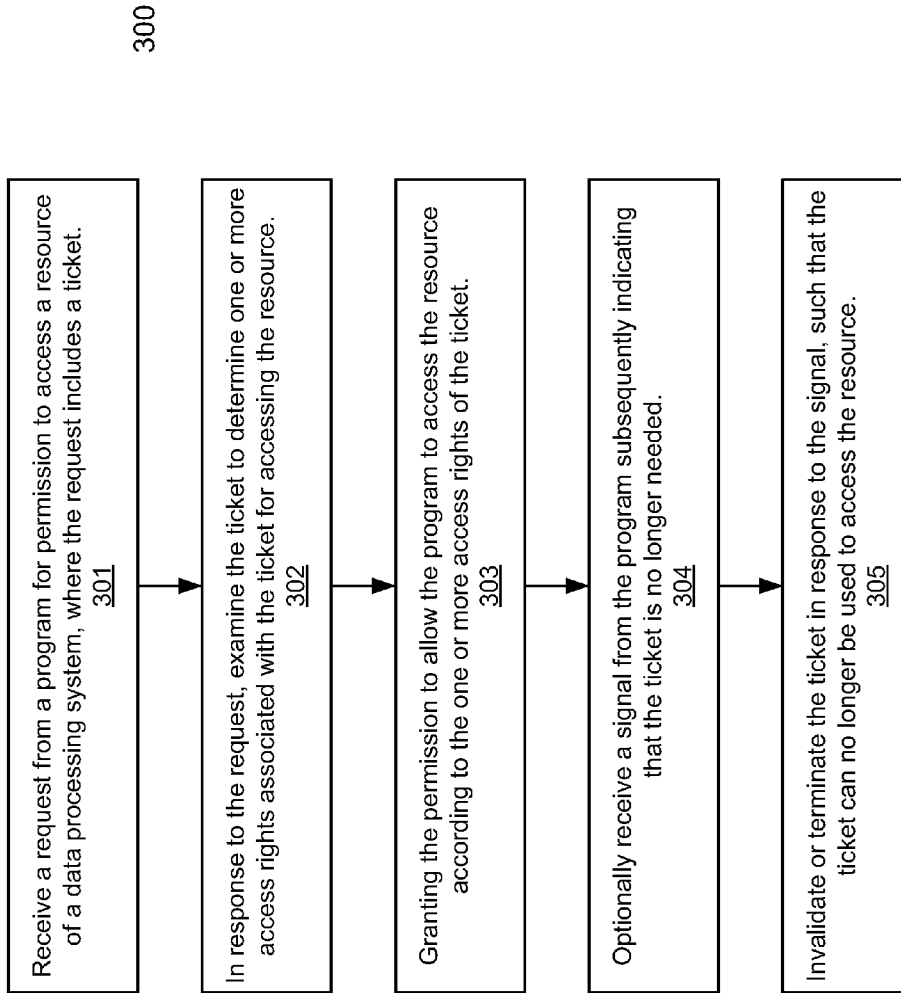 300
Receive a request from a program for permission to access a resource
of a data processing system, where the request includes a ticket.
301
In response to the request, examine the ticket to determine one or more
access rights associated with the ticket for accessing the resource.
302
Granting the permission to allow the program to access the resource
according to the one or more access rights of the ticket.
303
Optionally receive a signal from the program subsequently indicating
that the ticket is no longer needed.
304
Invalidate or terminate the ticket in response to the signal, such that the
ticket can no longer be used to access the resource.
305